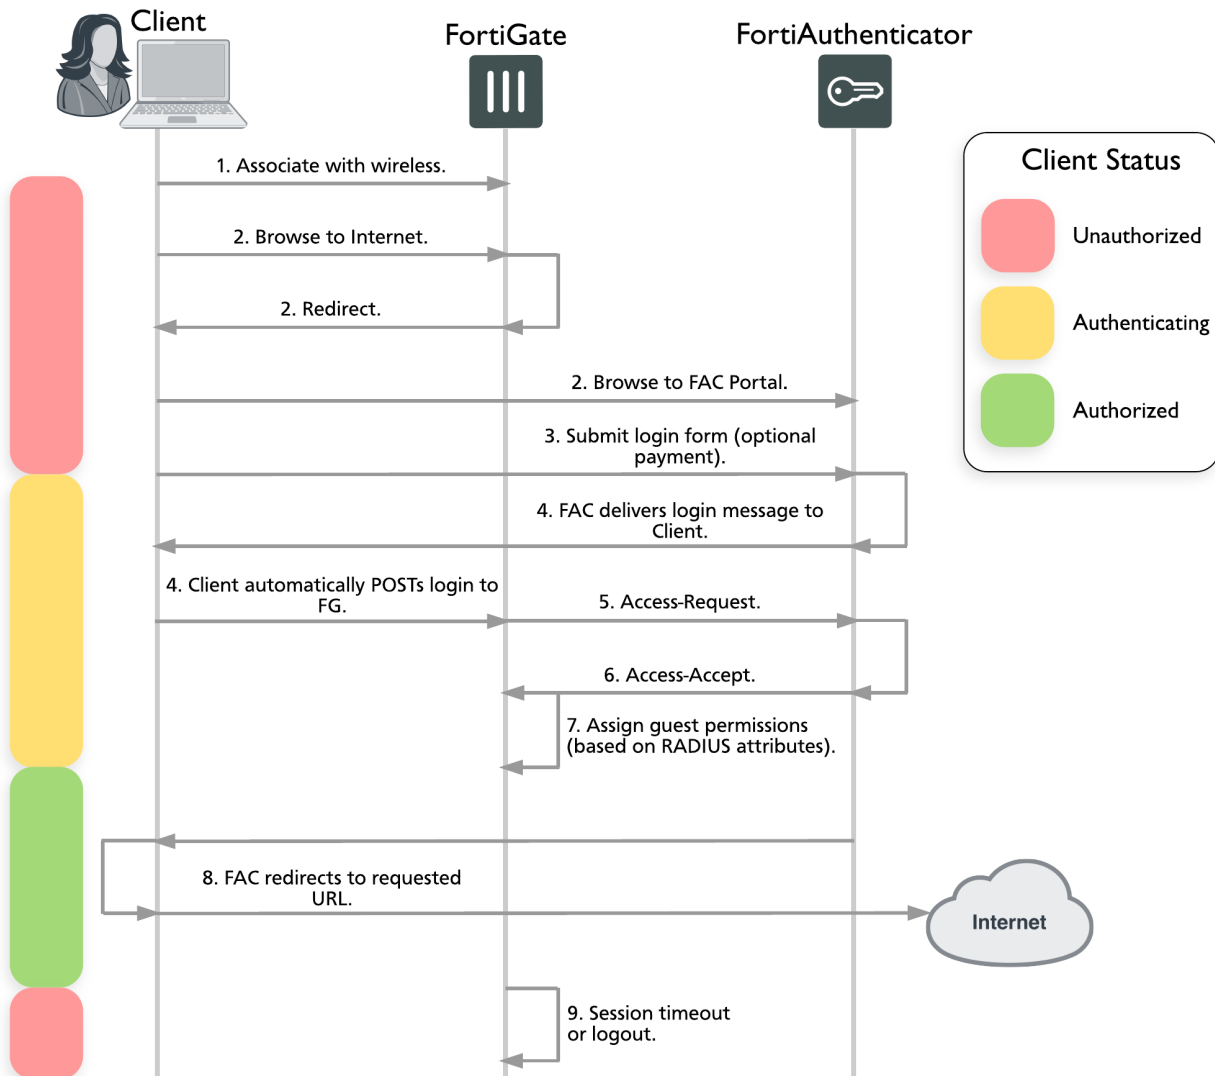 Client
FortiGate
FortiAuthenticator
1. Associate with wireless.
Client Status
2. Browse to Internet.
Unauthorized
2. Redirect.
Authenticating
2. Browse to FAC Portal.
Authorized
3. Submit login form (optional
payment).
4. FAC delivers login message to
Client.
4. Client automatically POSTs login to
FG.
5. Access-Request.
6. Access-Accept.
7. Assign guest permissions
(based on RADIUS attributes).
8. FAC redirects to requested
URL.
Internet
9. Session timeout
or logout.